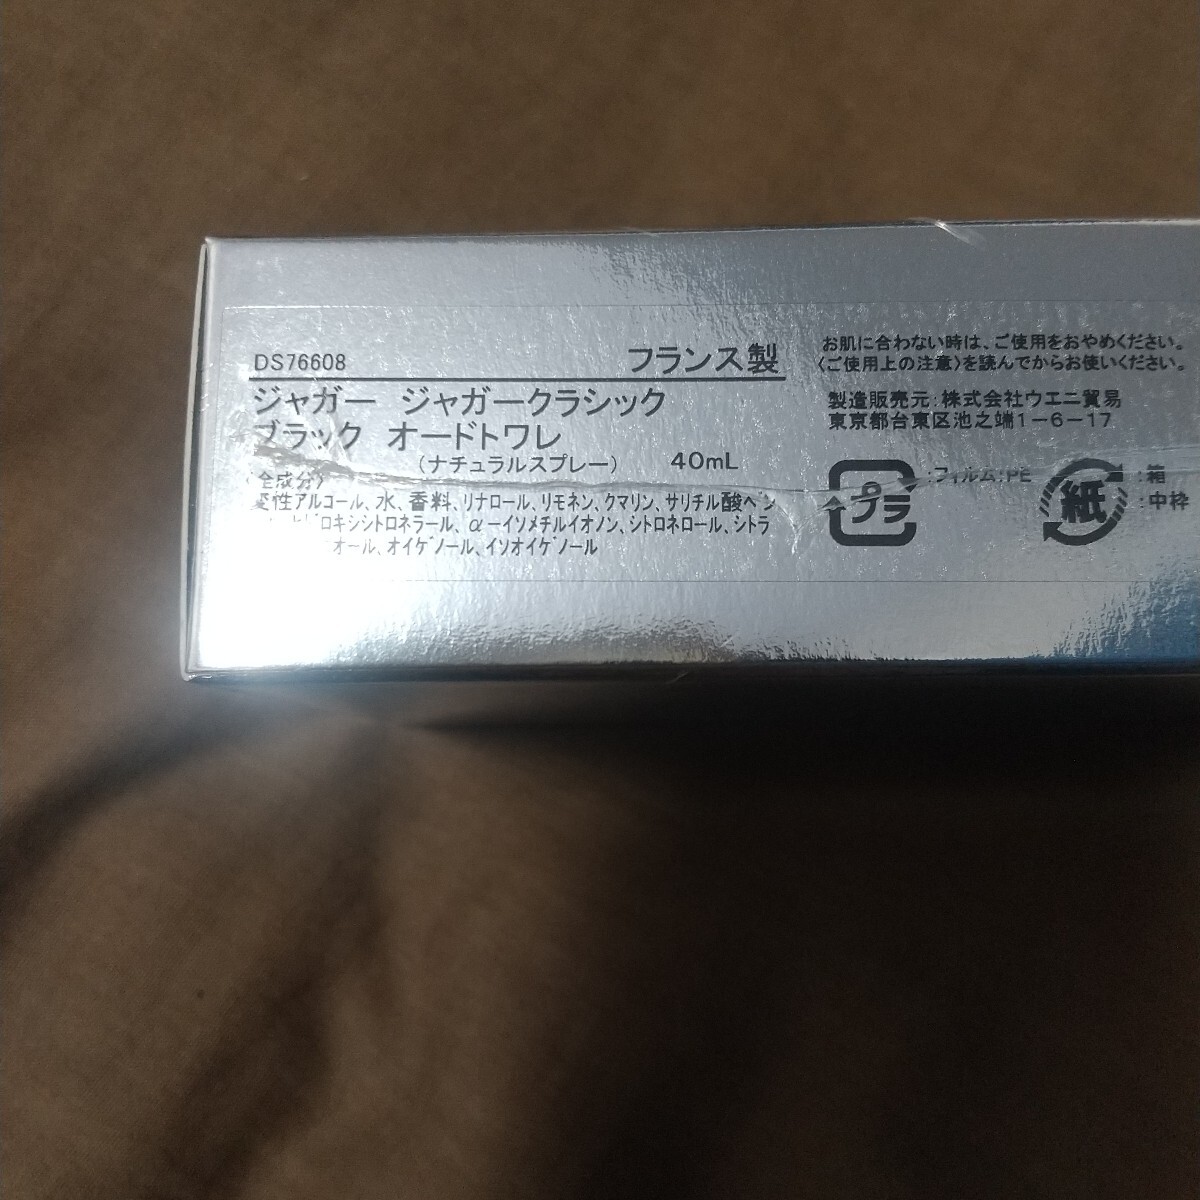 DS76608 フランス製
ジャガー ジャガークラシック
ブラック オードトワレ
(ナチュラルスプレー) 40mL
〈全成分〉
変性アルコール、水、香料、リナロール、リモネン、クマリン、サリチル酸ベン
ヒドロキシシトロネラール、α-イソメチルイオノン、シトロネロール、シトラ
オール、オイゲノール、イソオイゲノール
お肌に合わない時は、ご使用をおやめください。
〈ご使用上の注意〉を読んでからお使いください。
製造販売元:株式会社ウエニ貿易
東京都台東区池之端1-6-17
プラ
:フィルム:PE
紙
:箱
:中枠